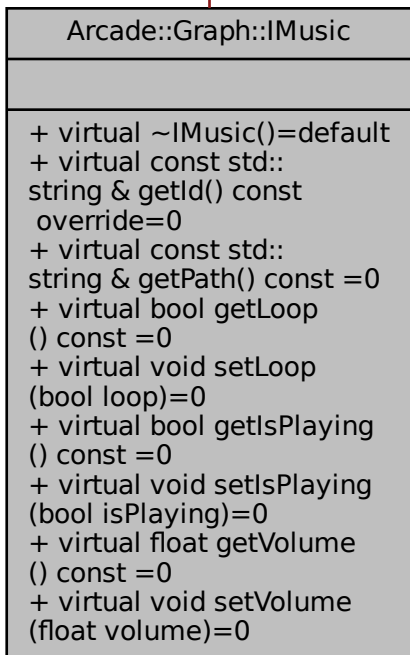 Arcade::Graph::IMusic
+ virtual ~IMusic()=default
+ virtual const std::
string & getId() const
override=0
+ virtual const std::
string & getPath() const =0
+ virtual bool getLoop
() const =0
+ virtual void setLoop
(bool loop)=0
+ virtual bool getIsPlaying
() const =0
+ virtual void setIsPlaying
(bool isPlaying)=0
+ virtual float getVolume
() const =0
+ virtual void setVolume
(float volume)=0